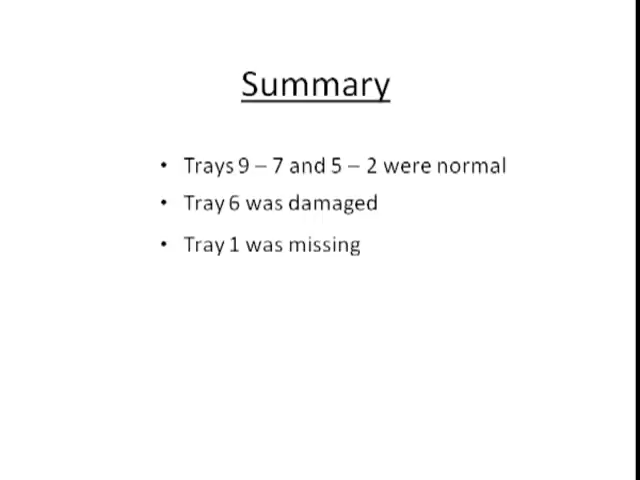 Summary
• Trays 9 – 7 and 5 – 2 were normal
• Tray 6 was damaged
• Tray 1 was missing